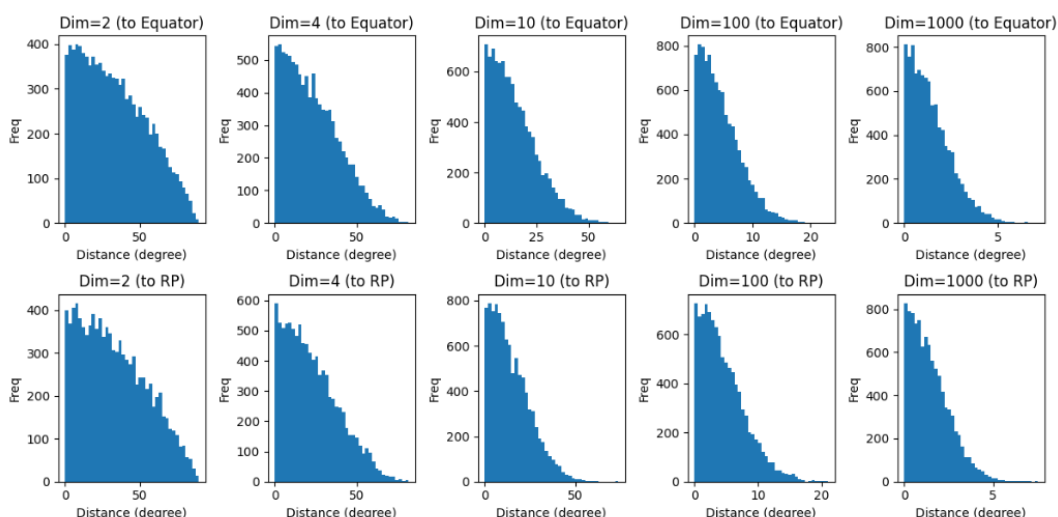 Dim=2 (to Equator) Dim=4 (to Equator) Dim=10 (to Equator) Dim=100 (to Equator) Dim=1000 (to Equator)
400
300
200
100
0
Freq
0 50
Distance (degree)
500
400
300
200
100
0
Freq
0 50
Distance (degree)
600
400
200
0
Freq
0 25 50
Distance (degree)
800
600
400
200
0
Freq
0 10 20
Distance (degree)
800
600
400
200
0
Freq
0 5
Distance (degree)
Dim=2 (to RP) Dim=4 (to RP) Dim=10 (to RP) Dim=100 (to RP) Dim=1000 (to RP)
400
300
200
100
0
Freq
0 50
Distance (degree)
600
500
400
300
200
100
0
Freq
0 50
Distance (degree)
800
600
400
200
0
Freq
0 50
Distance (degree)
600
400
200
0
Freq
0 10 20
Distance (degree)
800
600
400
200
0
Freq
0 5
Distance (degree)